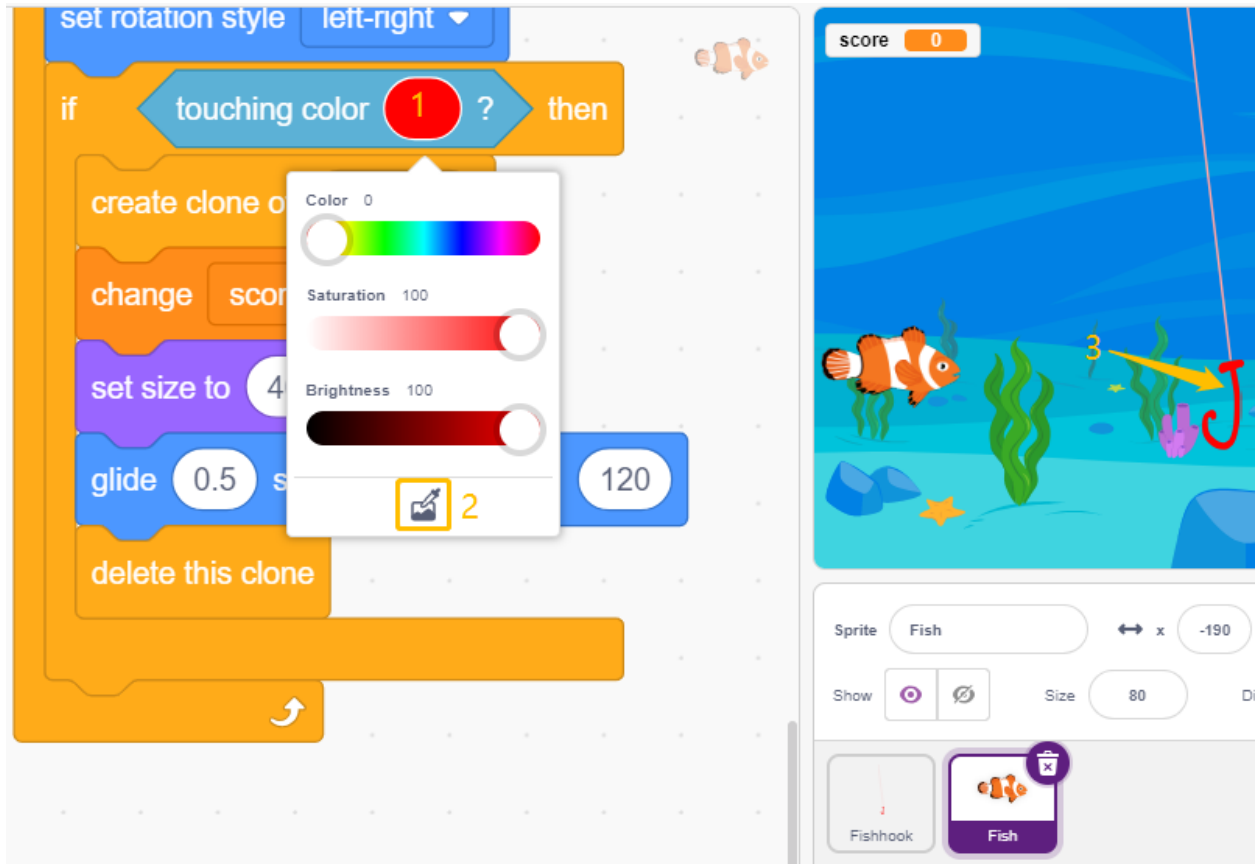 set rotation style left-right
if touching color 1 ? then
create clone o
change scor
set size to 4
glide 0.5 s 120
delete this clone
Color 0
Saturation 100
Brightness 100
2
score 0
3
Sprite Fish x -190
Show Size 80 Di
Fishhook Fish